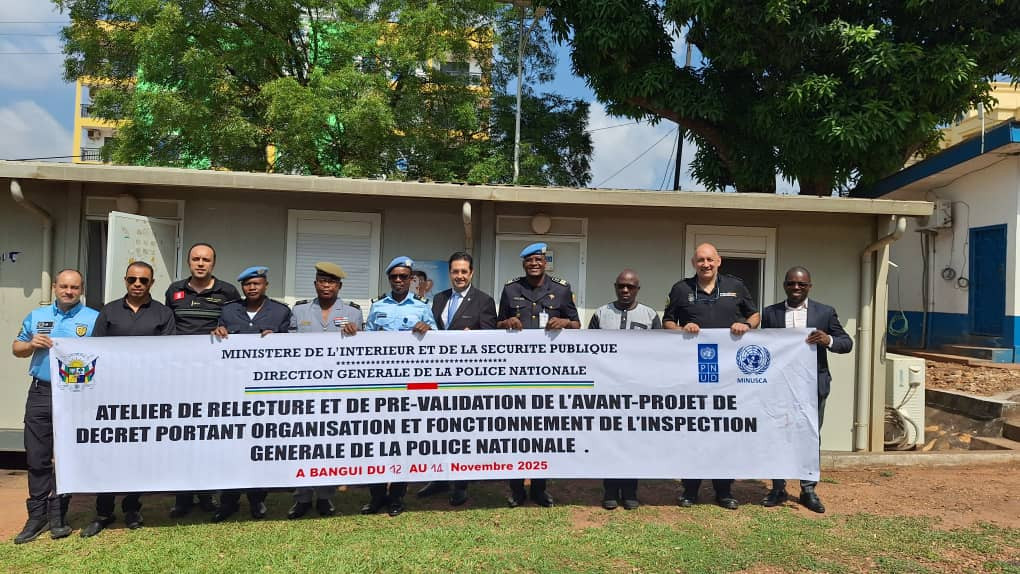 MINISTERE DE L'INTERIEUR ET DE LA SECURITE PUBLIQUE
***********************************
DIRECTION GENERALE DE LA POLICE NATIONALE
P N
U D
MINUSCA
ATELIER DE RELECTURE ET DE PRE-VALIDATION DE L'AVANT-PROJET DE
DECRET PORTANT ORGANISATION ET FONCTIONNEMENT DE L'INSPECTION
GENERALE DE LA POLICE NATIONALE .
A BANGUI DU 12 AU 14 Novembre 2025